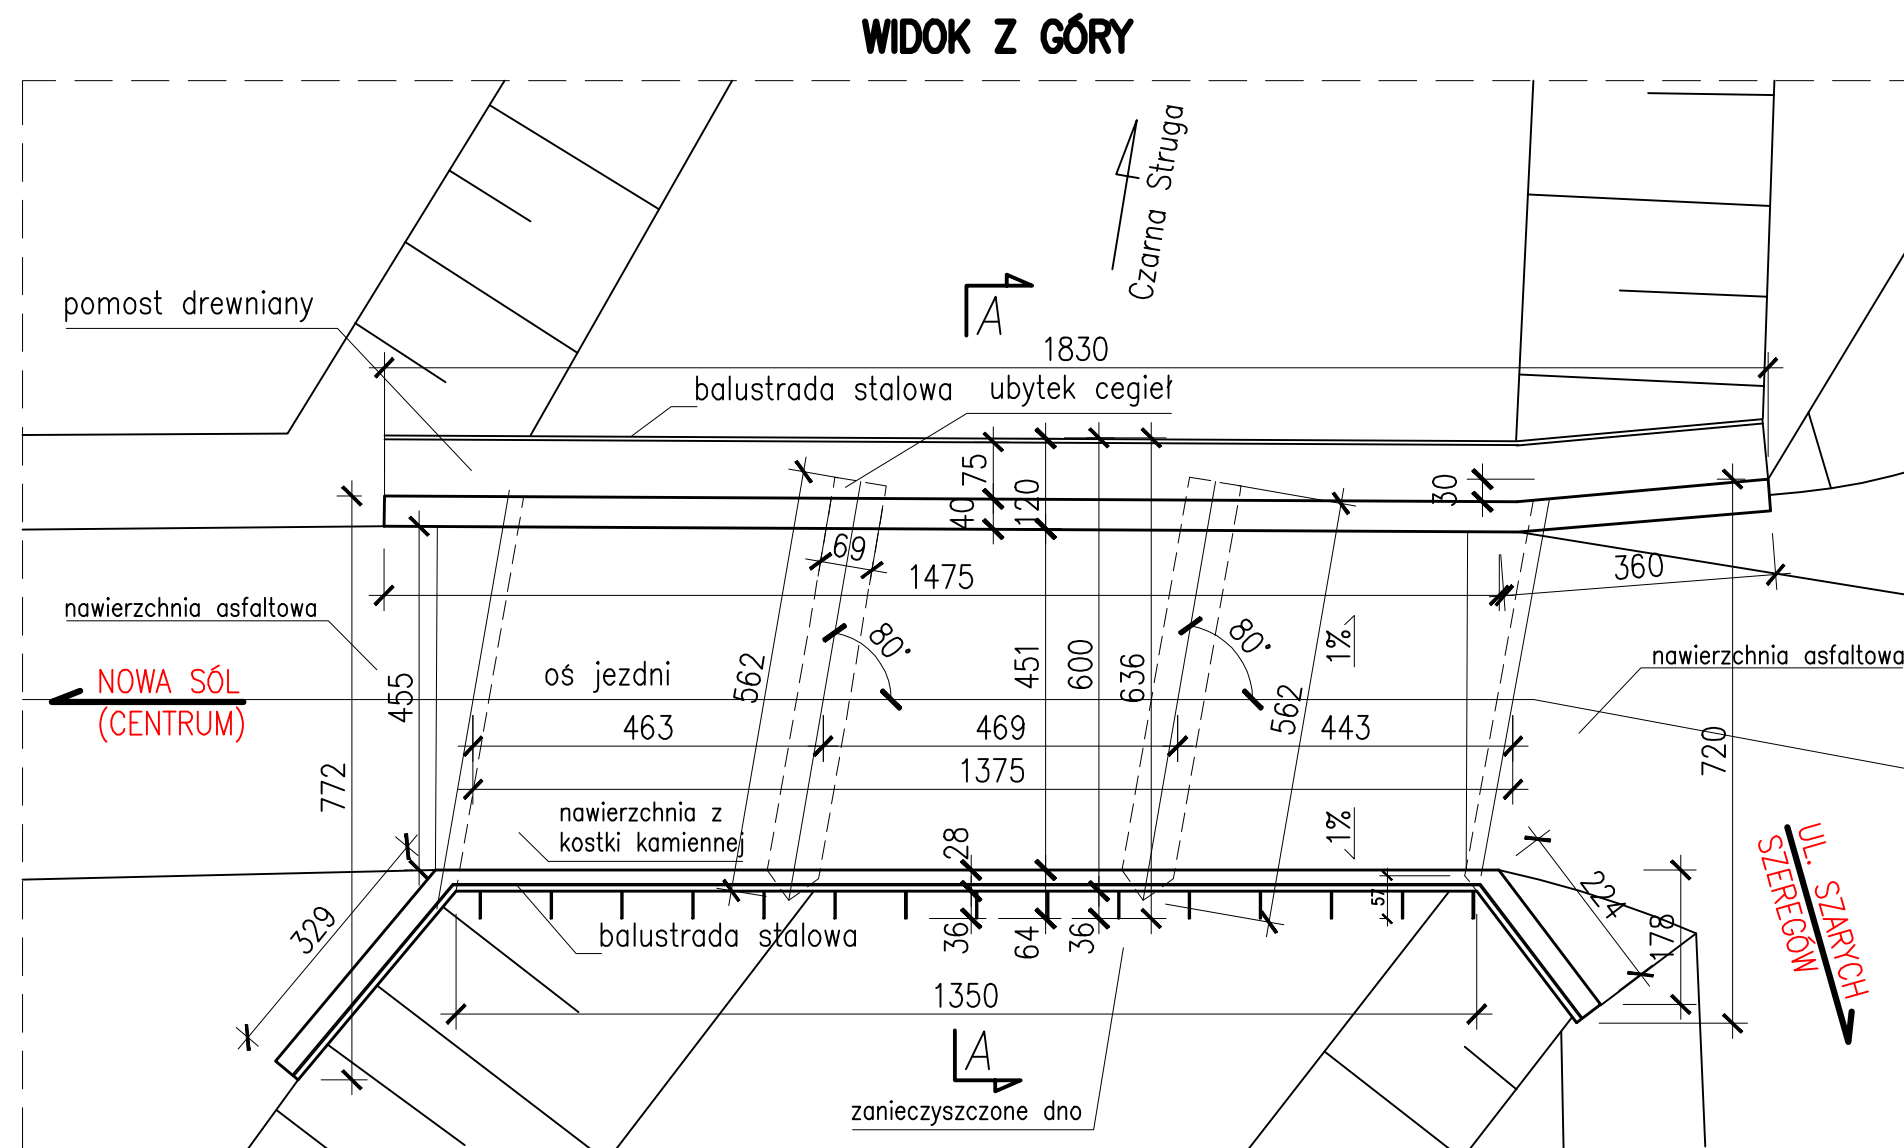 WIDOK Z GÓRY
Czarna Struga
A
pomost drewniany
1830
balustrada stalowa
ubytek cegieł
75
40
120
30
69
1475
360
nawierzchnia asfaltowa
80°
80°
1%
nawierzchnia asfaltowa
NOWA SÓL
(CENTRUM)
oś jezdni
455
562
451
600
636
562
463
469
443
1375
720
772
nawierzchnia z
kostki kamiennej
28
1%
UL. SZARYCH
SZEREGÓW
329
balustrada stalowa
36
64
36
57
224
178
1350
A
zanieczyszczone dno